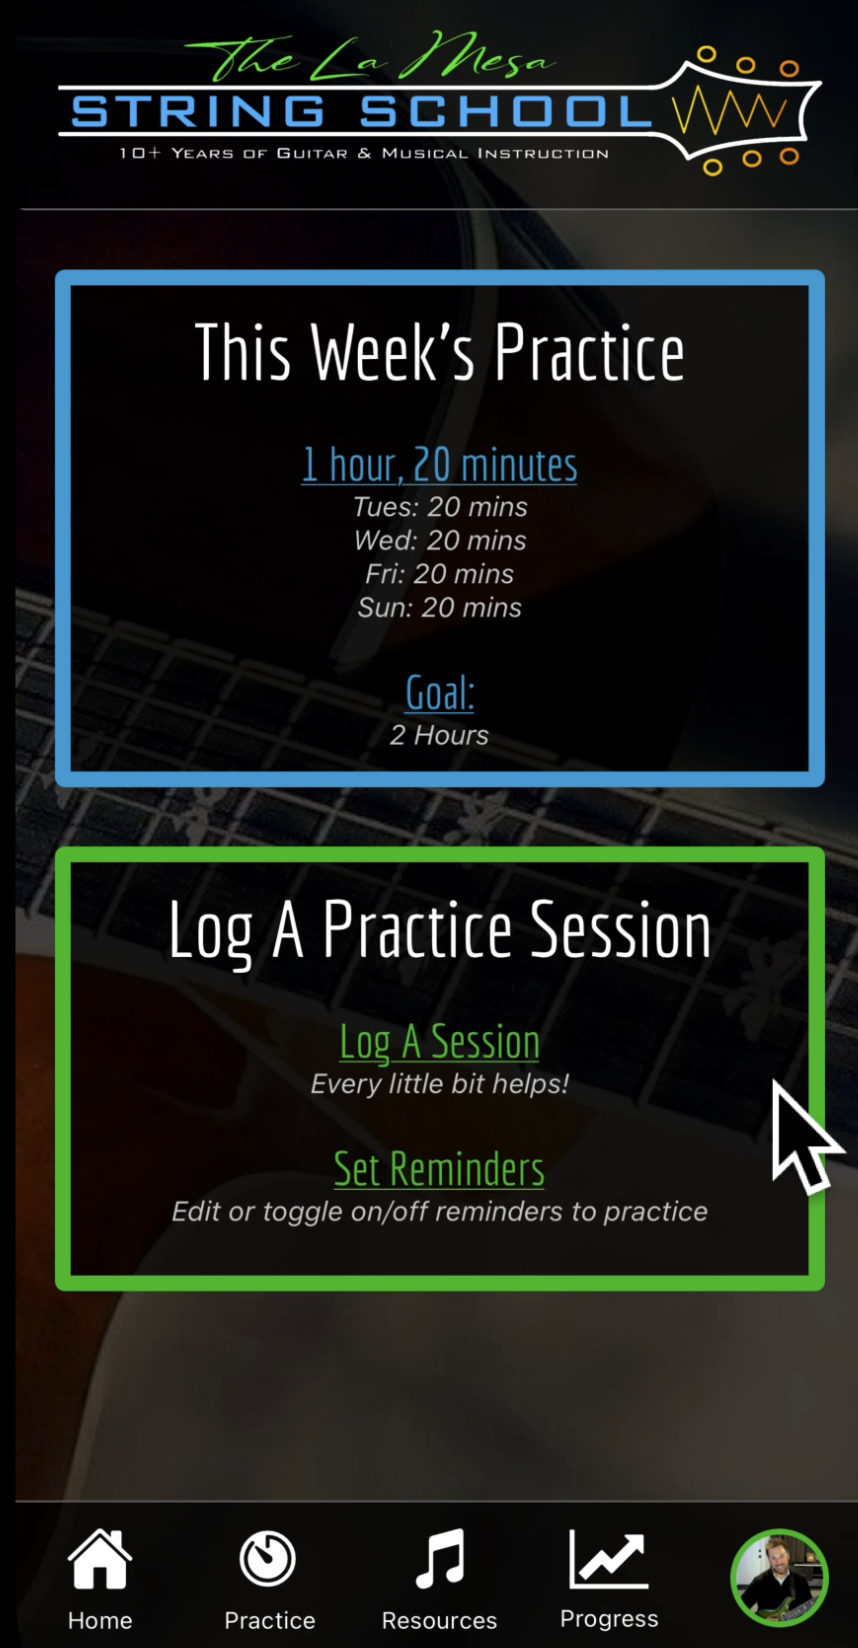 The La Mesa
STRING SCHOOL
10+ Years of Guitar & Musical Instruction
This Week's Practice
1 hour, 20 minutes
Tues: 20 mins
Wed: 20 mins
Fri: 20 mins
Sun: 20 mins
Goal:
2 Hours
Log A Practice Session
Log A Session
Every little bit helps!
Set Reminders
Edit or toggle on/off reminders to practice
Home Practice Resources Progress